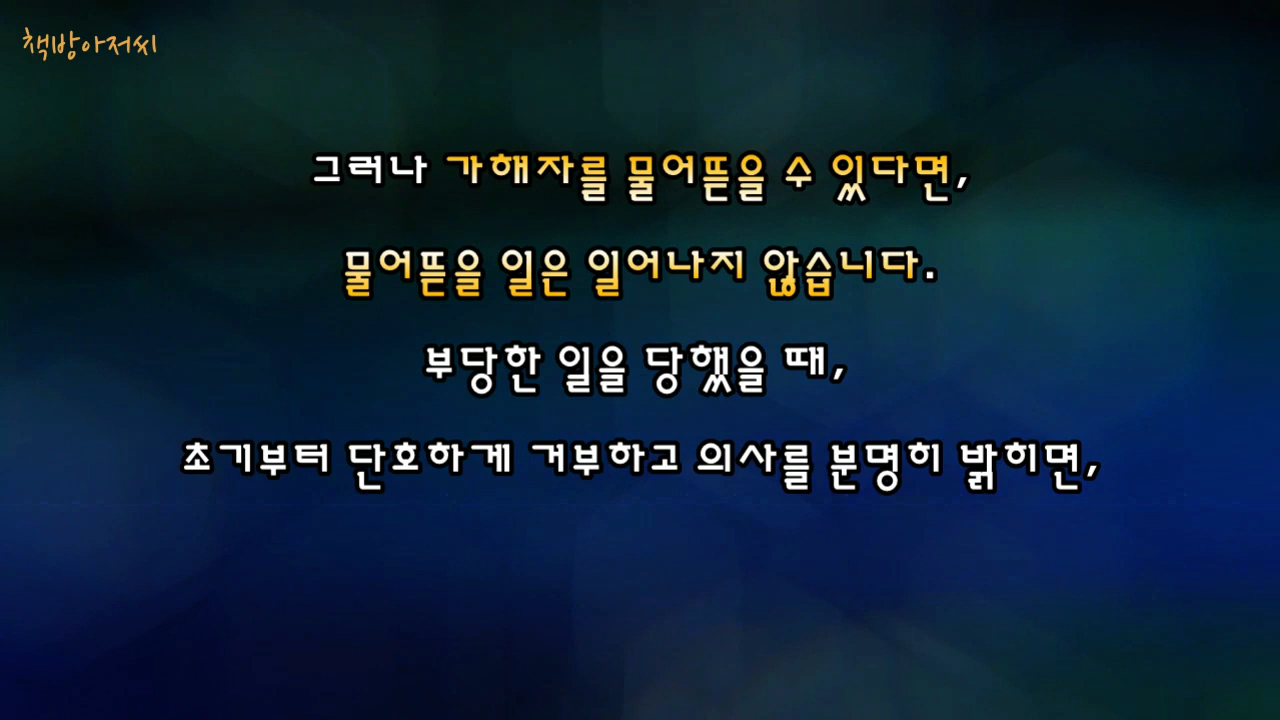 책방아저씨
그러나 가해자를 물어뜯을 수 있다면,
물어뜯을 일은 일어나지 않습니다.
부당한 일을 당했을 때,
초기부터 단호하게 거부하고 의사를 분명히 밝히면,